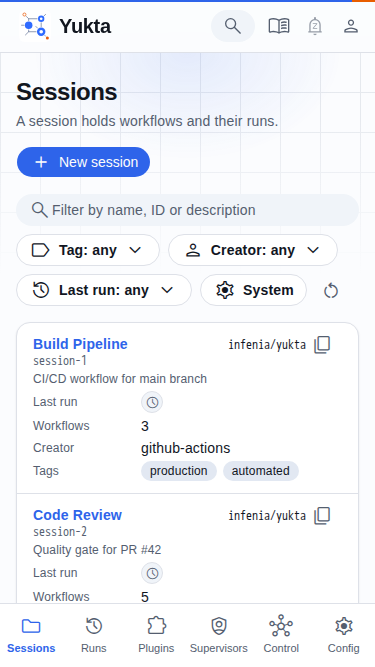 Yukta
Sessions
A session holds workflows and their runs.
New session
Filter by name, ID or description
Tag: any
Creator: any
Last run: any
System
Build Pipeline
infenia/yukta
session-1
CI/CD workflow for main branch
Last run
Workflows
3
Creator
github-actions
Tags
production
automated
Code Review
infenia/yukta
session-2
Quality gate for PR #42
Last run
Workflows
5
Sessions
Runs
Plugins
Supervisors
Control
Config